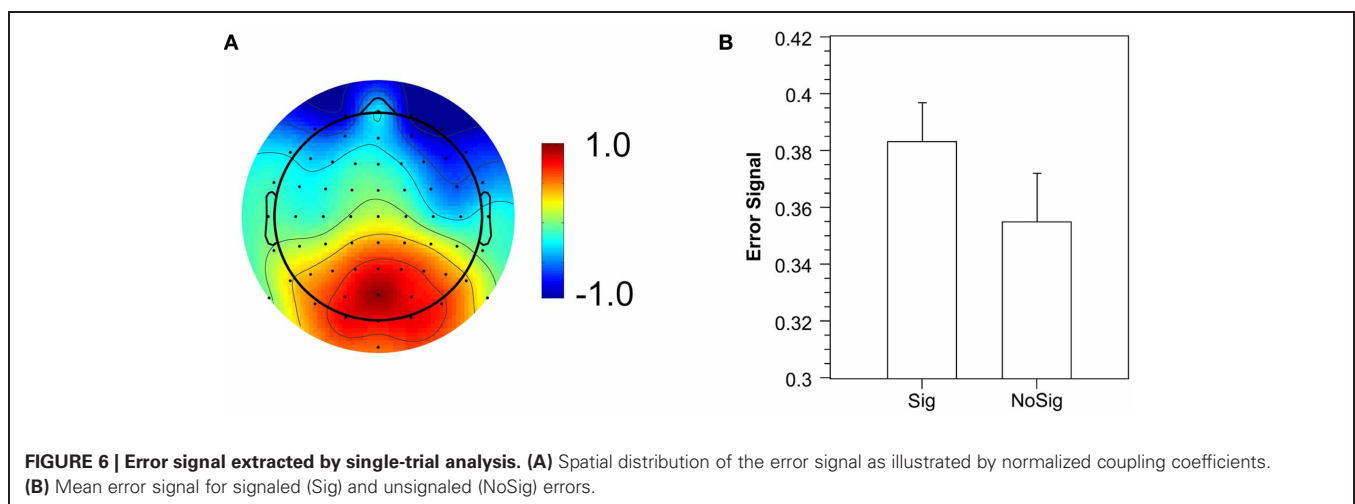 A
1.0
-1.0
B
0.42
0.4
0.38
0.36
0.34
0.32
0.3
Error Signal
Sig
NoSig
FIGURE 6 | Error signal extracted by single-trial analysis. (A) Spatial distribution of the error signal as illustrated by normalized coupling coefficients.
(B) Mean error signal for signaled (Sig) and unsignaled (NoSig) errors.